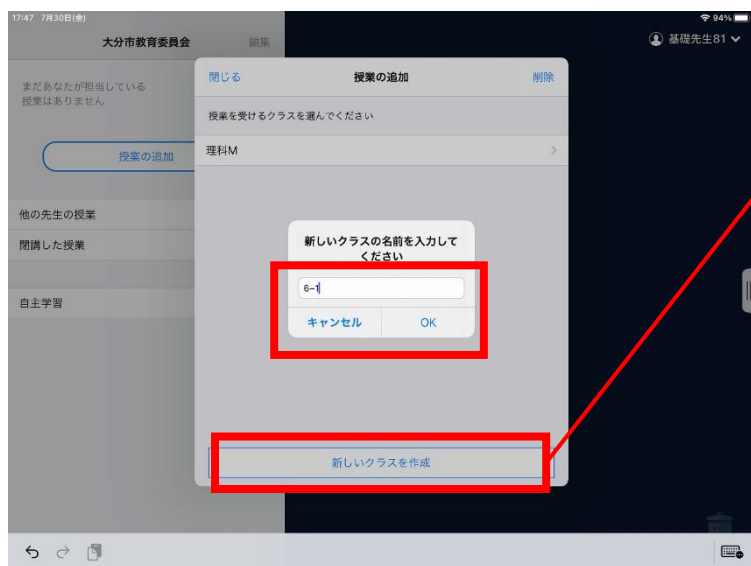 17:47 7月30日(金)
94%
大分市教育委員会
編集
基礎先生81
まだあなたが担当している
授業はありません
授業の追加
他の先生の授業
閉講した授業
自主学習
閉じる
授業の追加
削除
授業を受けるクラスを選んでください
理科M
新しいクラスの名前を入力して
ください
6-1
キャンセル
OK
新しいクラスを作成